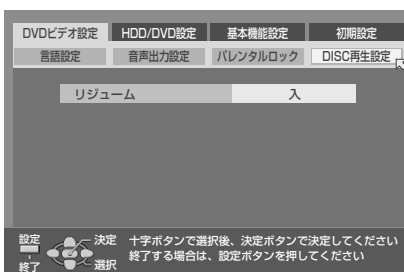 DVDビデオ設定 HDD/DVD設定 基本機能設定 初期設定
言語設定 音声出力設定 パレンタルロック DISC再生設定
リジューム 入
設定 決定 十字ボタンで選択後、決定ボタンで決定してください
終了 選択 終了する場合は、設定ボタンを押してください